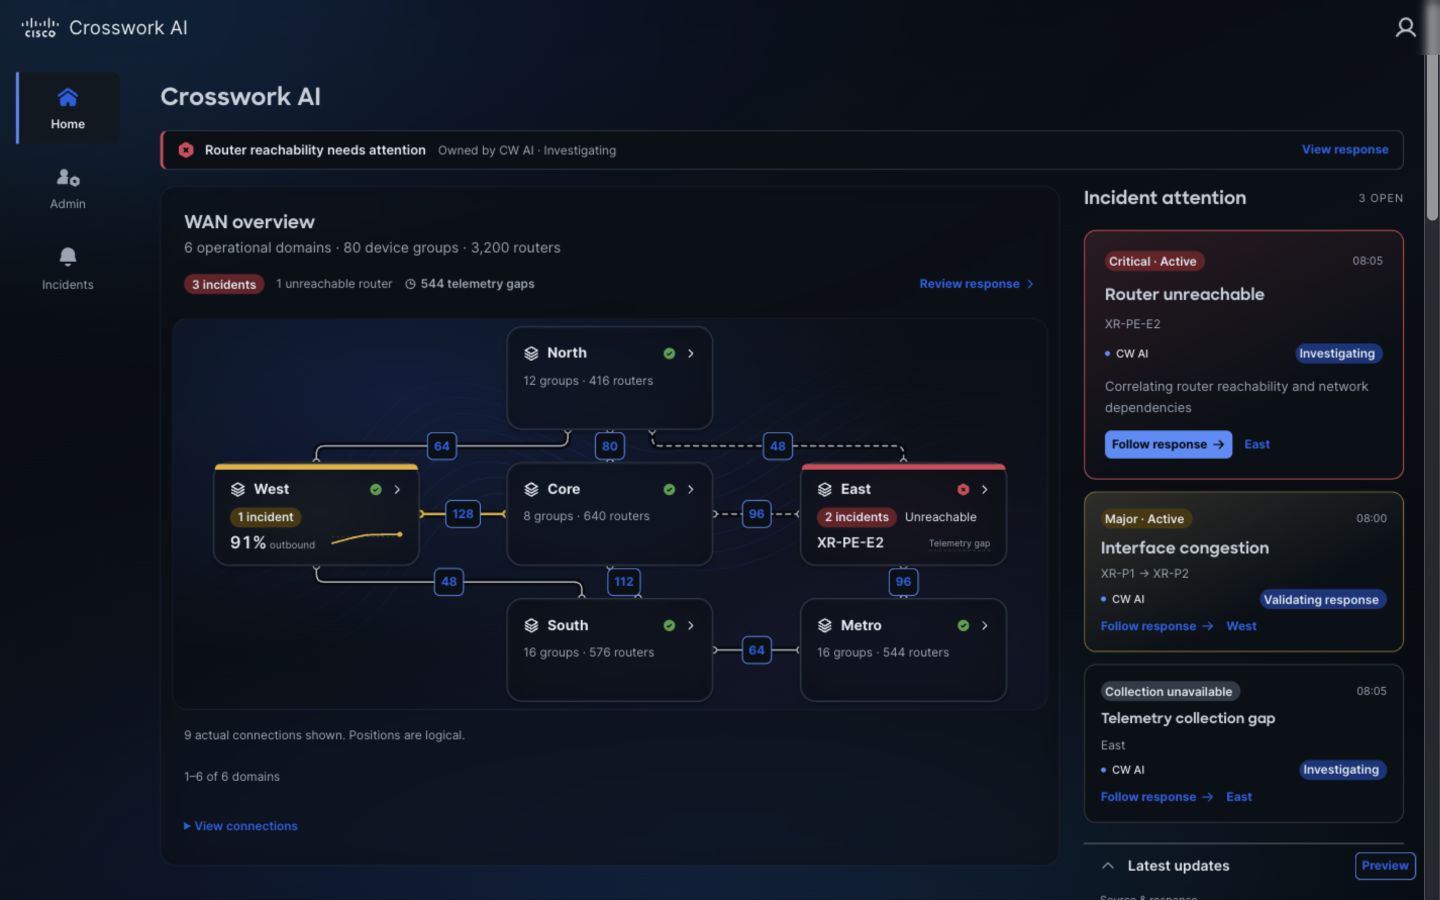 cisco Crosswork AI
Home
Admin
Incidents
Crosswork AI
Router reachability needs attention Owned by CW AI · Investigating View response
WAN overview
6 operational domains · 80 device groups · 3,200 routers
3 incidents 1 unreachable router 544 telemetry gaps Review response
North
12 groups · 416 routers
64 80 48
West
1 incident
91% outbound
128
Core
8 groups · 640 routers
96
East
2 incidents Unreachable
XR-PE-E2 Telemetry gap
48 112 96
South
16 groups · 576 routers
64
Metro
16 groups · 544 routers
9 actual connections shown. Positions are logical.
1–6 of 6 domains
View connections
Incident attention 3 OPEN
Critical · Active 08:05
Router unreachable
XR-PE-E2
CW AI Investigating
Correlating router reachability and network
dependencies
Follow response → East
Major · Active 08:00
Interface congestion
XR-P1 → XR-P2
CW AI Validating response
Follow response → West
Collection unavailable 08:05
Telemetry collection gap
East
CW AI Investigating
Follow response → East
Latest updates Preview
Source & response